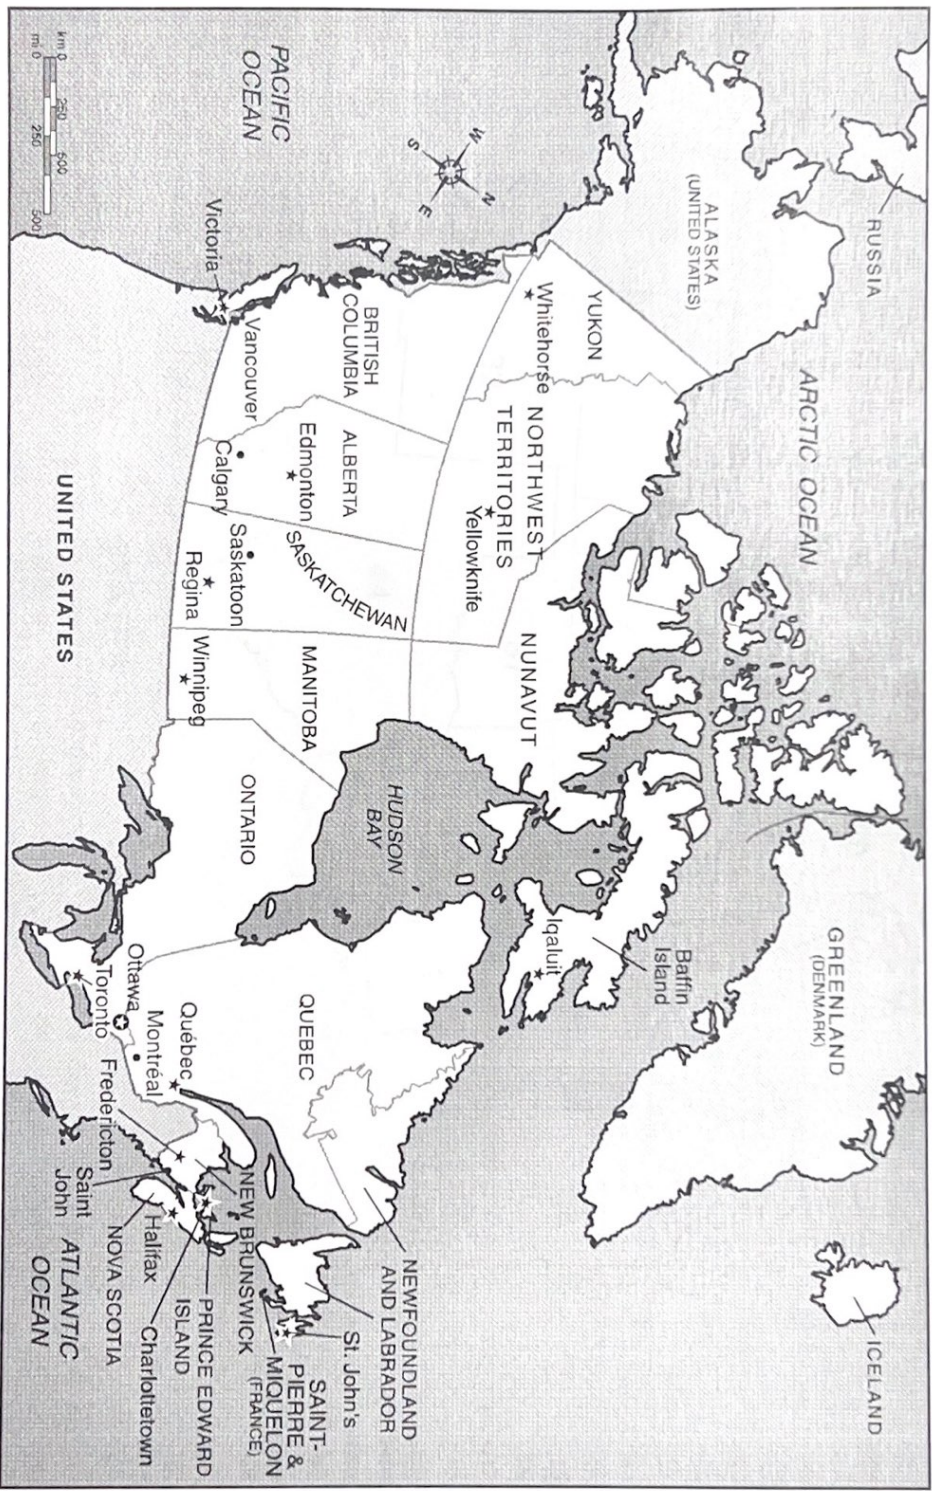 RUSSIA
ALASKA
(UNITED STATES)
ARCTIC OCEAN
GREENLAND
(DENMARK)
ICELAND
YUKON
Whitehorse
NORTHWEST
TERRITORIES
Yellowknife
NUNAVUT
Baffin
Island
Iqaluit
PACIFIC
OCEAN
N
E
S
W
BRITISH
COLUMBIA
Victoria
Vancouver
ALBERTA
Edmonton
Calgary
SASKATCHEWAN
Saskatoon
Regina
MANITOBA
Winnipeg
HUDSON
BAY
ONTARIO
Ottawa
Toronto
QUEBEC
Québec
Montréal
NEWFOUNDLAND
AND LABRADOR
St. John's
SAINT-
PIERRE &
MIQUELON
(FRANCE)
NEW BRUNSWICK
PRINCE EDWARD
ISLAND
Charlottetown
Fredericton
Saint
John
Halifax
NOVA SCOTIA
ATLANTIC
OCEAN
UNITED STATES
km 0 250 500
mi 0 250 500